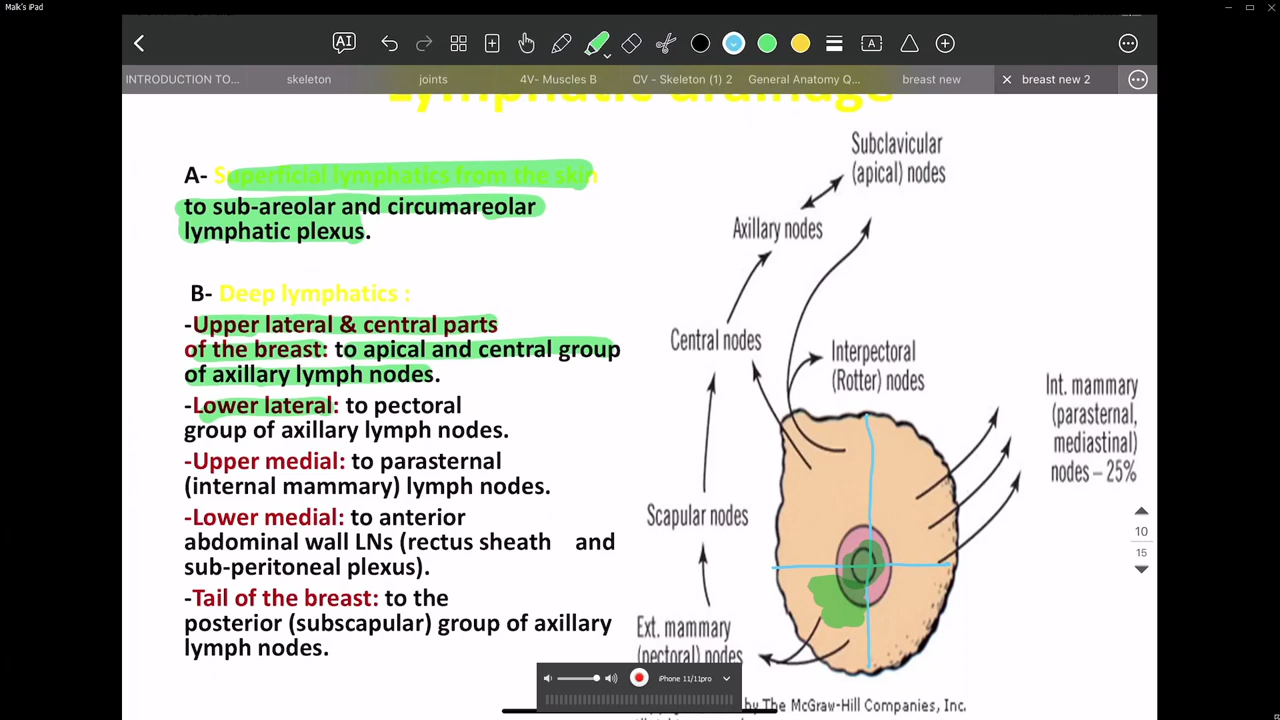 Malk's iPad
AI
A
INTRODUCTION TO...
skeleton
joints
4V- Muscles B
CV - Skeleton (1) 2
General Anatomy Q...
breast new
breast new 2
Lymphatic drainage
A- Superficial lymphatics from the skin
to sub-areolar and circumareolar
lymphatic plexus.
B- Deep lymphatics :
-Upper lateral & central parts
of the breast: to apical and central group
of axillary lymph nodes.
-Lower lateral: to pectoral
group of axillary lymph nodes.
-Upper medial: to parasternal
(internal mammary) lymph nodes.
-Lower medial: to anterior
abdominal wall LNs (rectus sheath and
sub-peritoneal plexus).
-Tail of the breast: to the
posterior (subscapular) group of axillary
lymph nodes.
Subclavicular
(apical) nodes
Axillary nodes
Central nodes
Interpectoral
(Rotter) nodes
Int. mammary
(parasternal,
mediastinal)
nodes – 25%
Scapular nodes
Ext. mammary
(pectoral) nodes
10
15
iPhone 11/11pro
by The McGraw-Hill Companies, Inc.